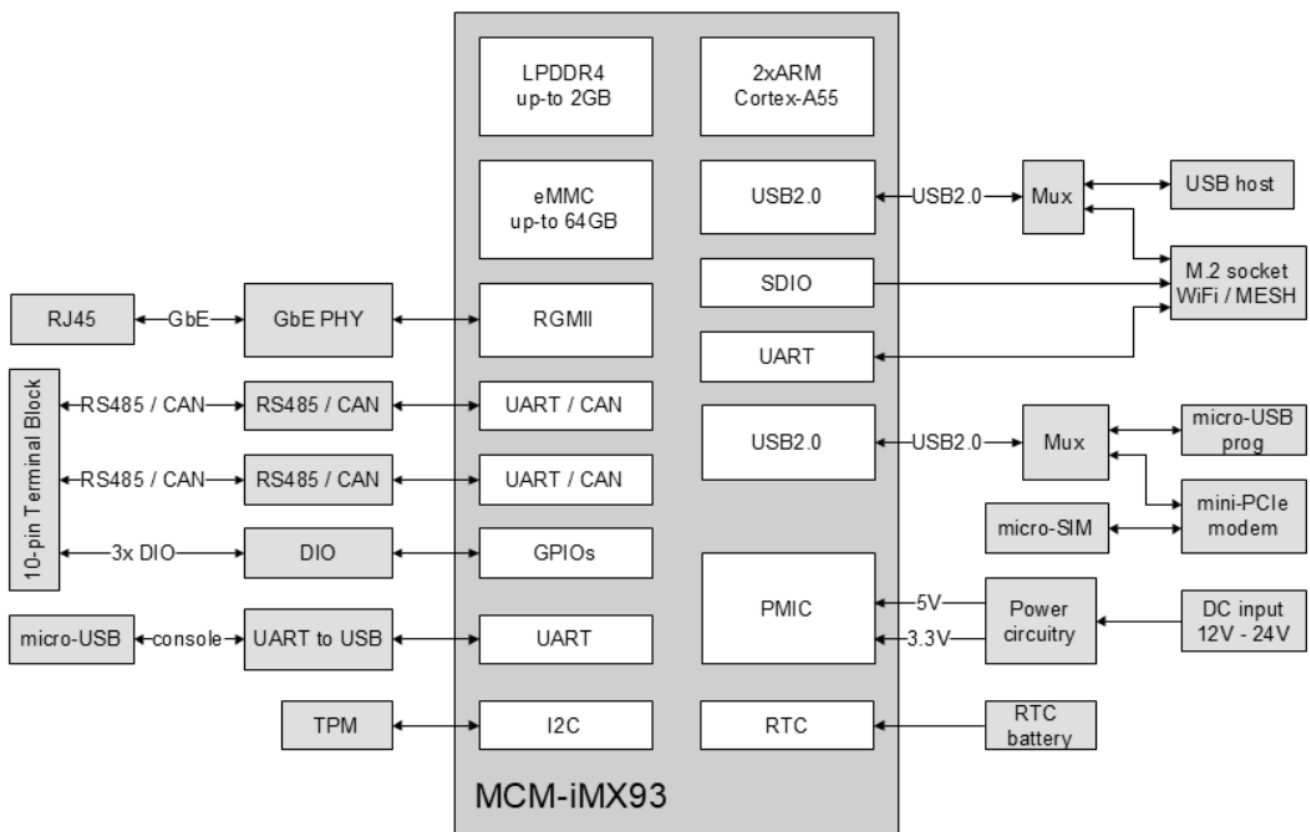 LPDDR4
up-to 2GB
2xARM
Cortex-A55
eMMC
up-to 64GB
USB2.0
USB2.0
Mux
USB host
SDIO
M.2 socket
WiFi / MESH
RJ45
GbE
GbE PHY
RGMII
UART
10-pin Terminal Block
RS485 / CAN
RS485 / CAN
UART / CAN
USB2.0
USB2.0
Mux
micro-USB
prog
RS485 / CAN
RS485 / CAN
UART / CAN
micro-SIM
mini-PCIe
modem
3x DIO
DIO
GPIOs
PMIC
5V
3.3V
Power
circuitry
DC input
12V - 24V
micro-USB
console
UART to USB
UART
TPM
I2C
RTC
RTC
battery
MCM-iMX93